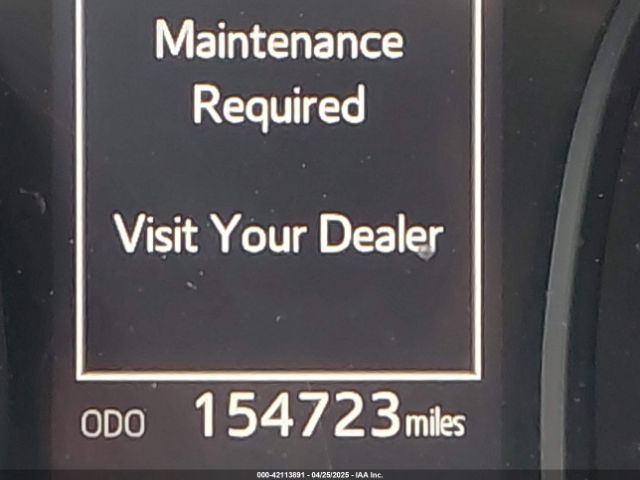 Maintenance
Required
Visit Your Dealer
ODO 154723 miles
000-42113891 - 04/25/2025 - IAA Inc.